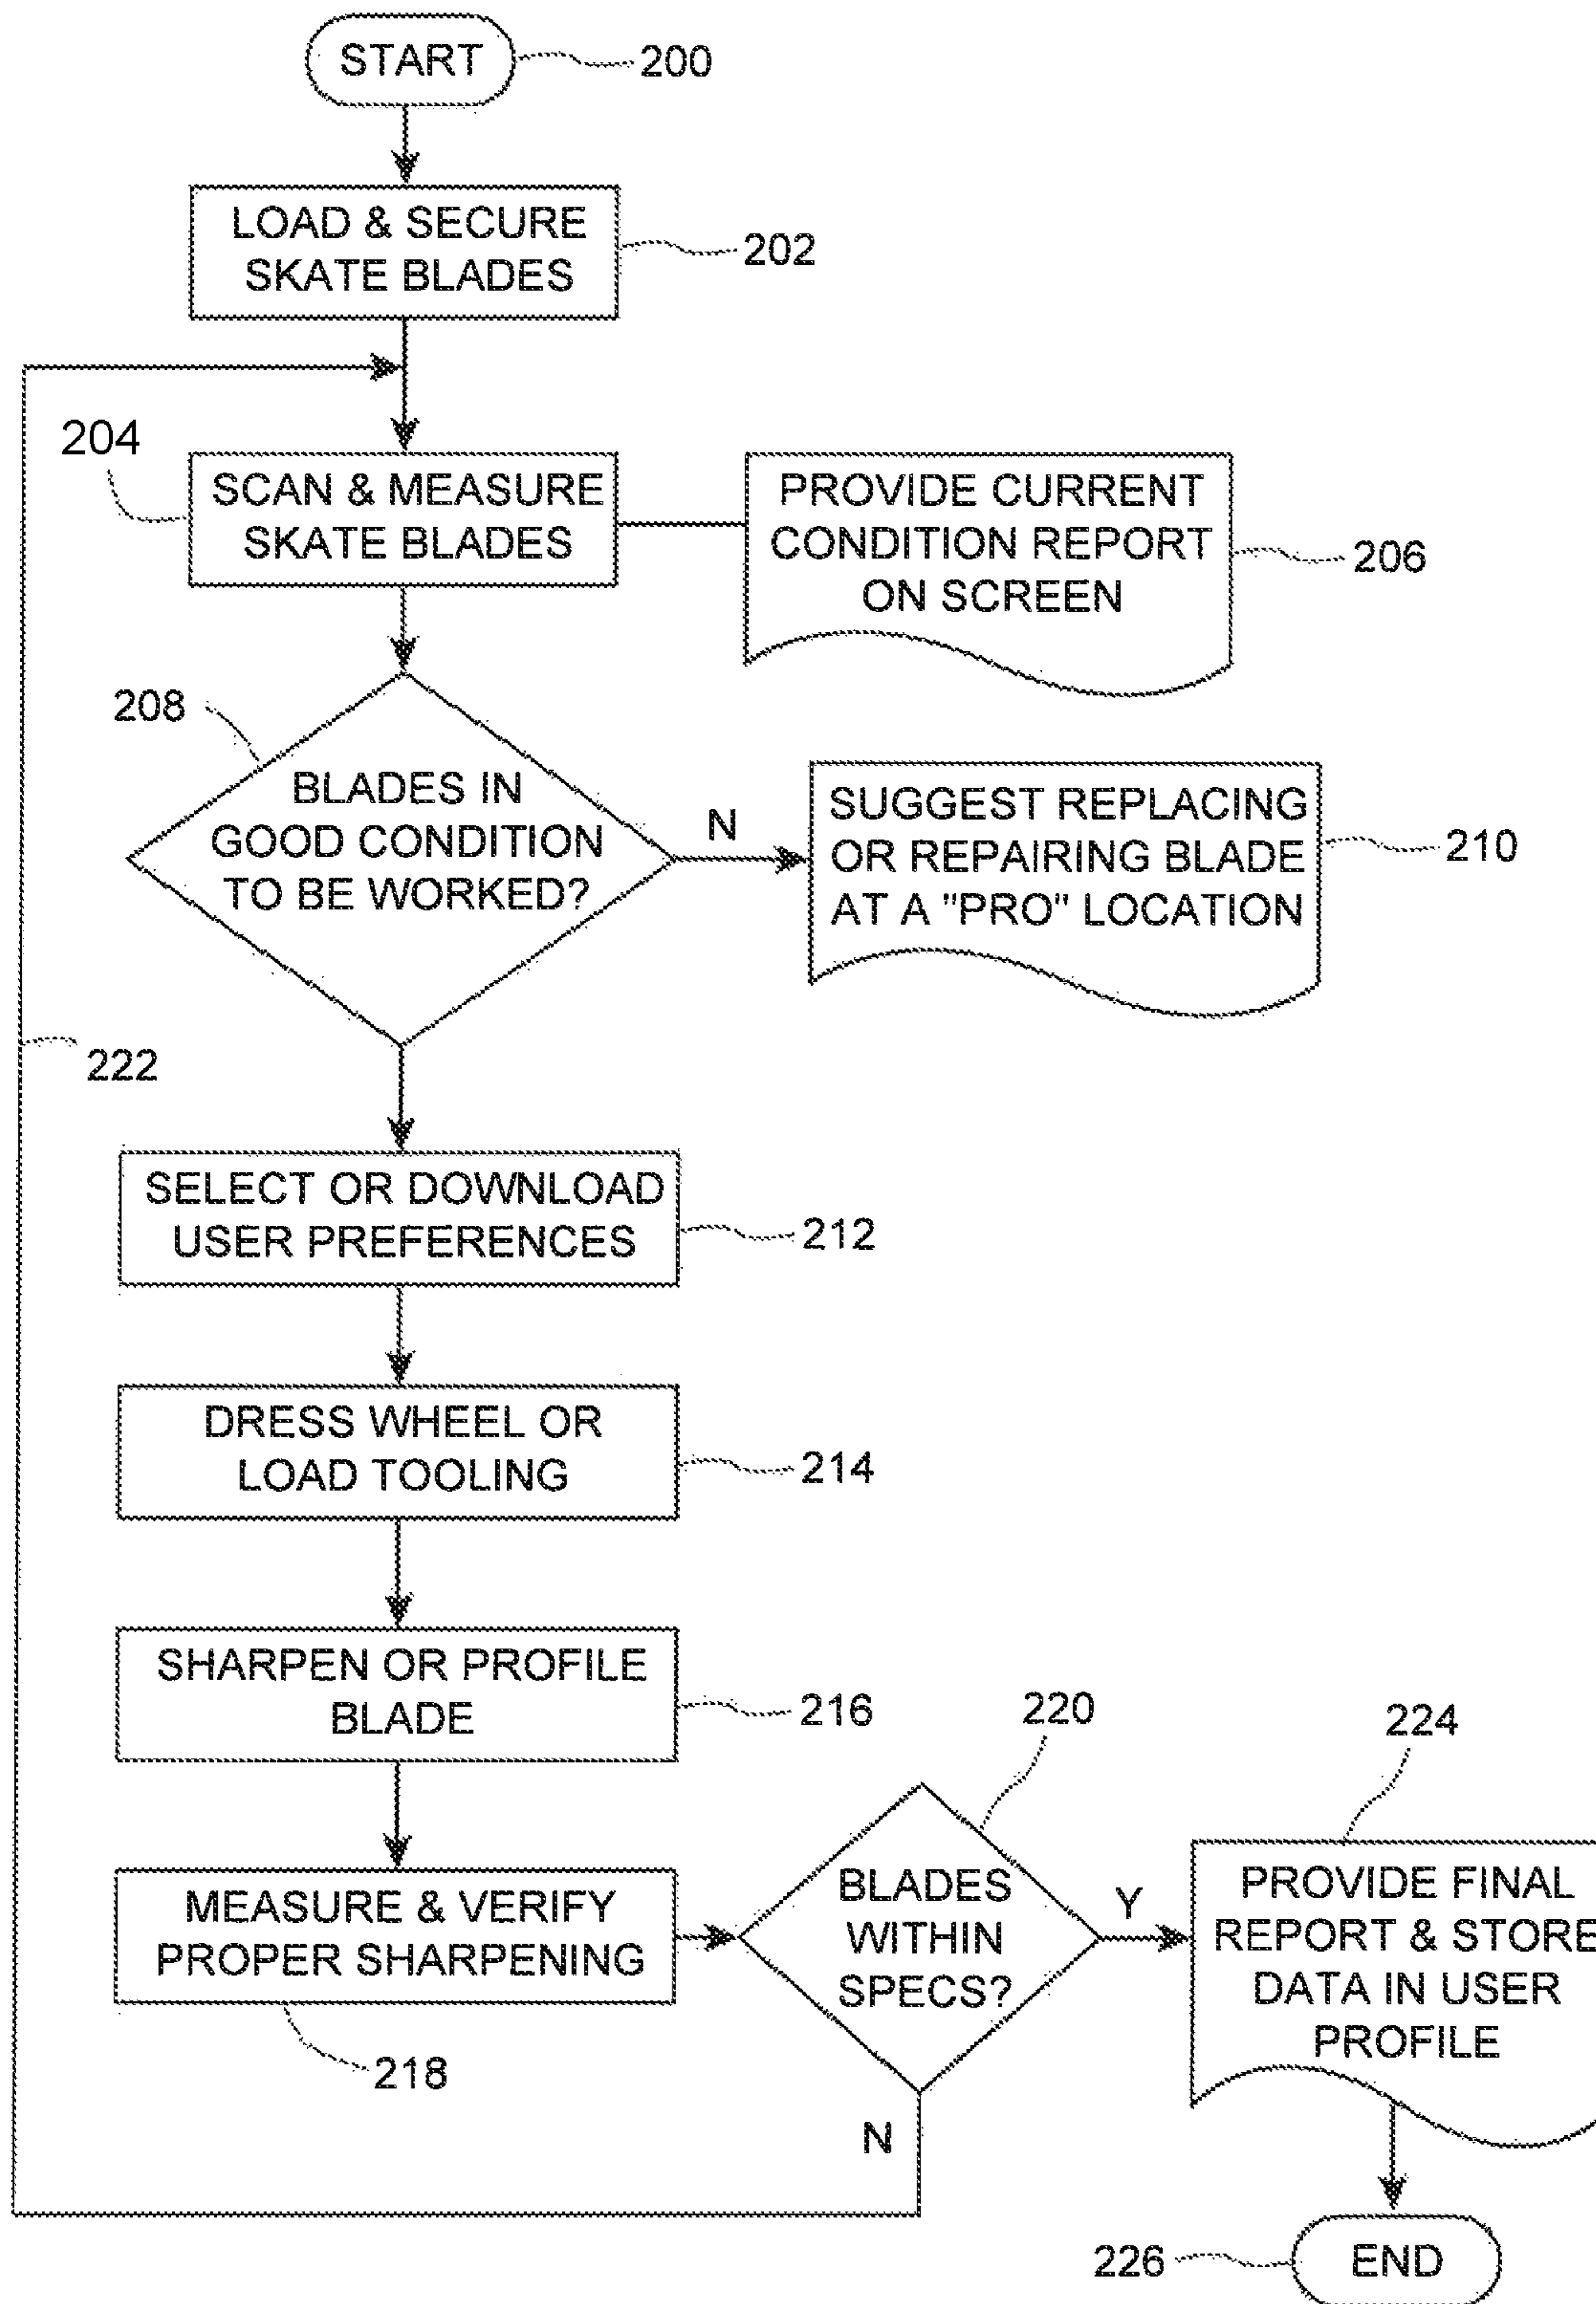 START
200
LOAD & SECURE
SKATE BLADES
202
204
SCAN & MEASURE
SKATE BLADES
PROVIDE CURRENT
CONDITION REPORT
ON SCREEN
206
208
BLADES IN
GOOD CONDITION
TO BE WORKED?
N
SUGGEST REPLACING
OR REPAIRING BLADE
AT A "PRO" LOCATION
210
222
SELECT OR DOWNLOAD
USER PREFERENCES
212
DRESS WHEEL OR
LOAD TOOLING
214
SHARPEN OR PROFILE
BLADE
216
MEASURE & VERIFY
PROPER SHARPENING
218
220
BLADES
WITHIN
SPECS?
Y
N
224
PROVIDE FINAL
REPORT & STORE
DATA IN USER
PROFILE
226
END